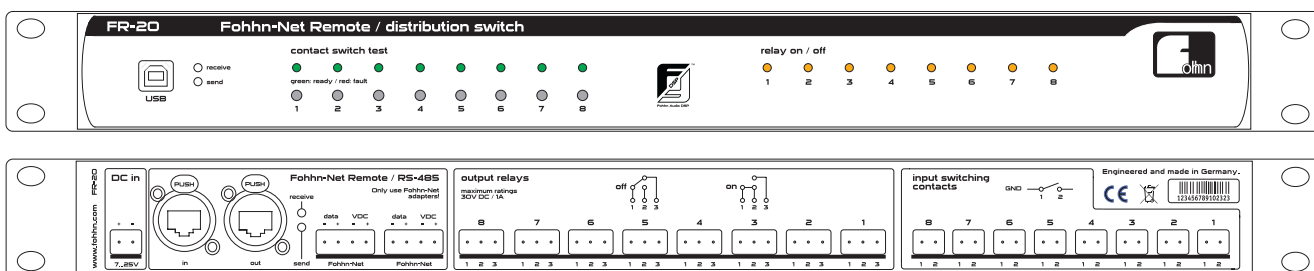 FR-20 Fohhn-Net Remote / distribution switch
contact switch test
relay on / off
receive
send
green: ready / red: fault
USB
1 2 3 4 5 6 7 8
DSP
Fohhn Audio DSP
™
1 2 3 4 5 6 7 8
fohhn
www.fohhn.com FR-20
DC in
+ -
7..25V
PUSH
PUSH
in
out
Fohhn-Net Remote / RS-485
Only use Fohhn-Net
adapters!
receive
send
data VDC data VDC
- + - + - + - +
Fohhn-Net Fohhn-Net
output relays
maximum ratings
30V DC / 1A
off
1 2 3
on
1 2 3
8 7 6 5 4 3 2 1
1 2 3 1 2 3 1 2 3 1 2 3 1 2 3 1 2 3 1 2 3 1 2 3
input switching
contacts
GND
1 2
Engineered and made in Germany.
CE
123456789102323
8 7 6 5 4 3 2 1
1 2 1 2 1 2 1 2 1 2 1 2 1 2 1 2